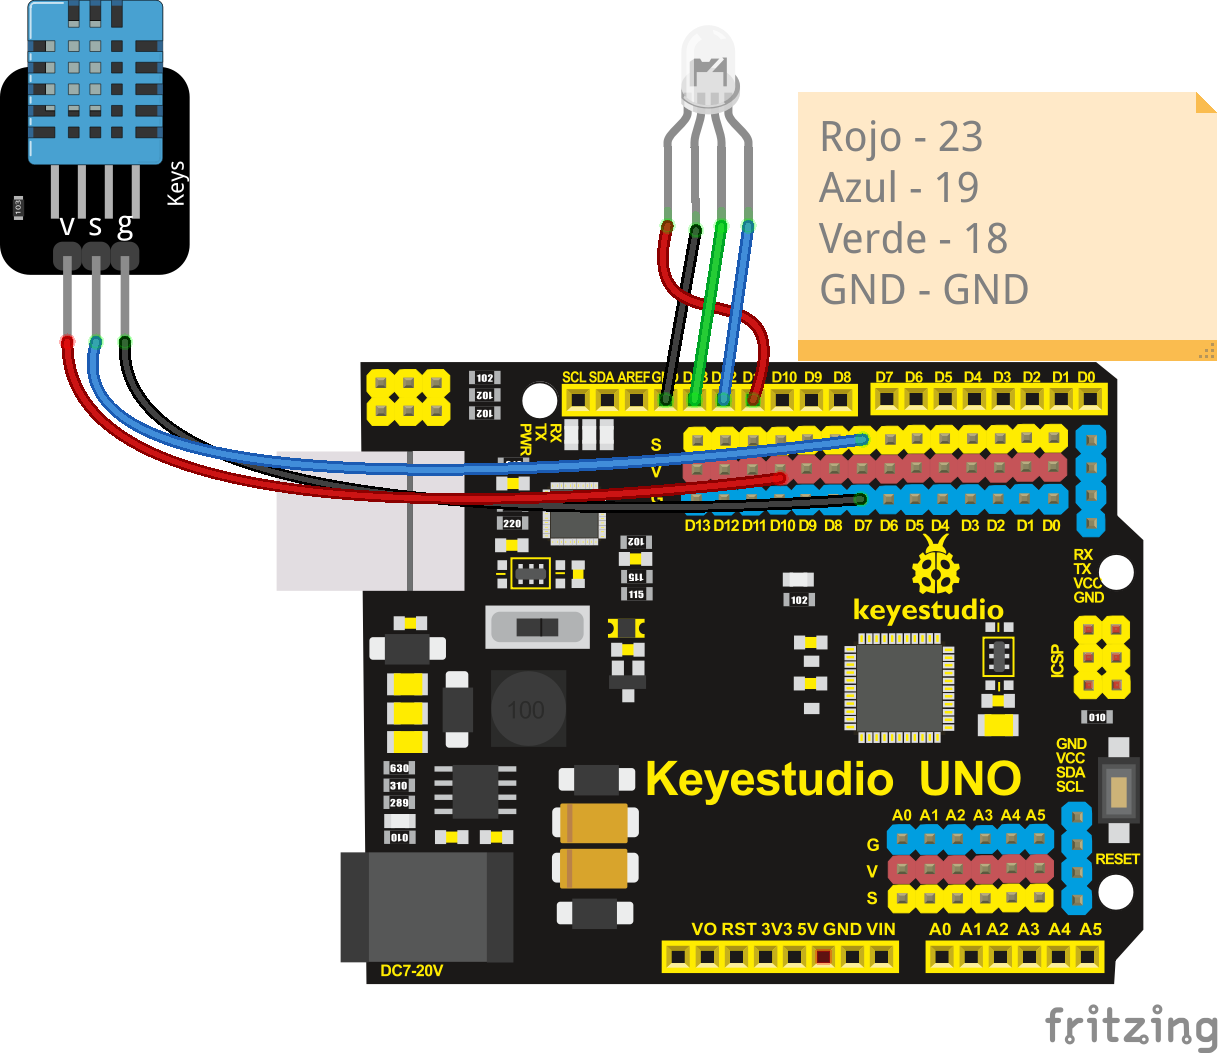 Rojo - 23
Azul - 19
Verde - 18
GND - GND
Keys
103
v s g
SCL SDA AREF D10 D9 D8
D7 D6 D5 D4 D3 D2 D1 D0
102
102
102
PWR
TX
RX
S
V
G
220
D13 D12 D11 D10 D9 D8 D7 D6 D5 D4 D3 D2 D1 D0
102
115
115
102
RX
TX
VCC
GND
keyestudio
ICSP
100
010
630
310
289
010
GND
VCC
SDA
SCL
Keyestudio UNO
A0 A1 A2 A3 A4 A5
G
V
S
RESET
VO RST 3V3 5V GND VIN
A0 A1 A2 A3 A4 A5
DC7-20V
fritzing